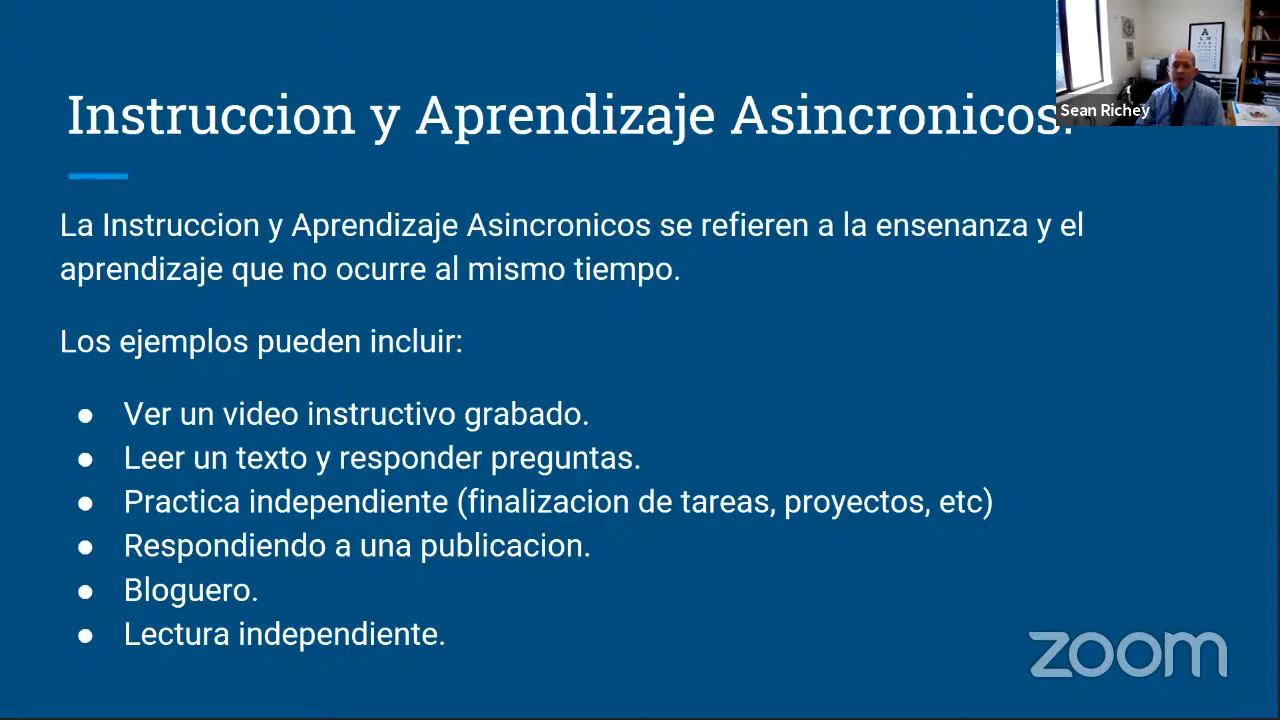 Instruccion y Aprendizaje Asincronicos.
Sean Richey
La Instruccion y Aprendizaje Asincronicos se refieren a la ensenanza y el
aprendizaje que no ocurre al mismo tiempo.
Los ejemplos pueden incluir:
● Ver un video instructivo grabado.
● Leer un texto y responder preguntas.
● Practica independiente (finalizacion de tareas, proyectos, etc)
● Respondiendo a una publicacion.
● Bloguero.
● Lectura independiente.
zoom